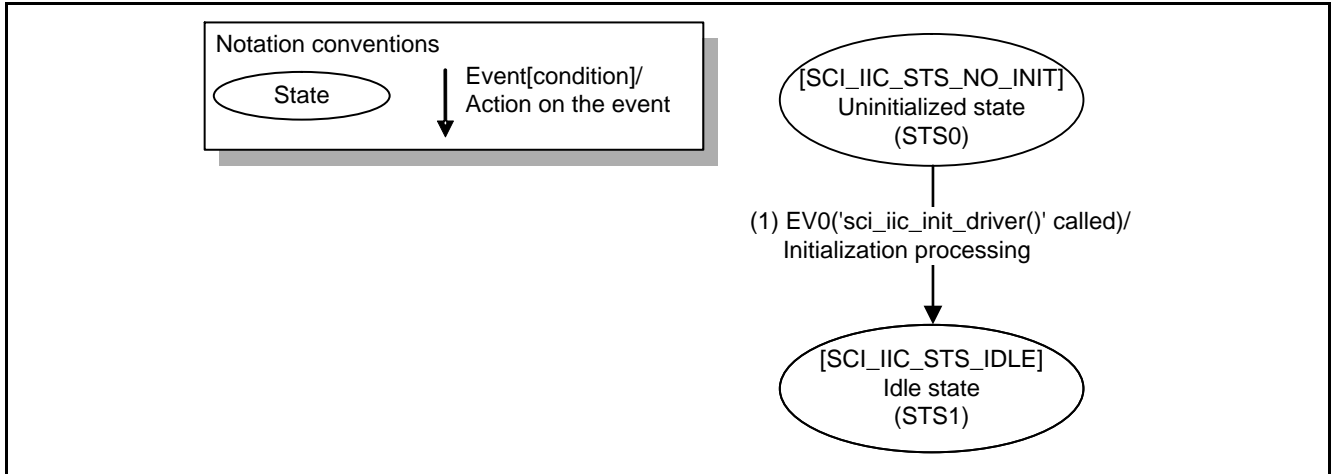 Notation conventions
State
Event[condition]/
Action on the event
[SCI_IIC_STS_NO_INIT]
Uninitialized state
(STS0)
(1) EV0('sci_iic_init_driver()' called)/
Initialization processing
[SCI_IIC_STS_IDLE]
Idle state
(STS1)